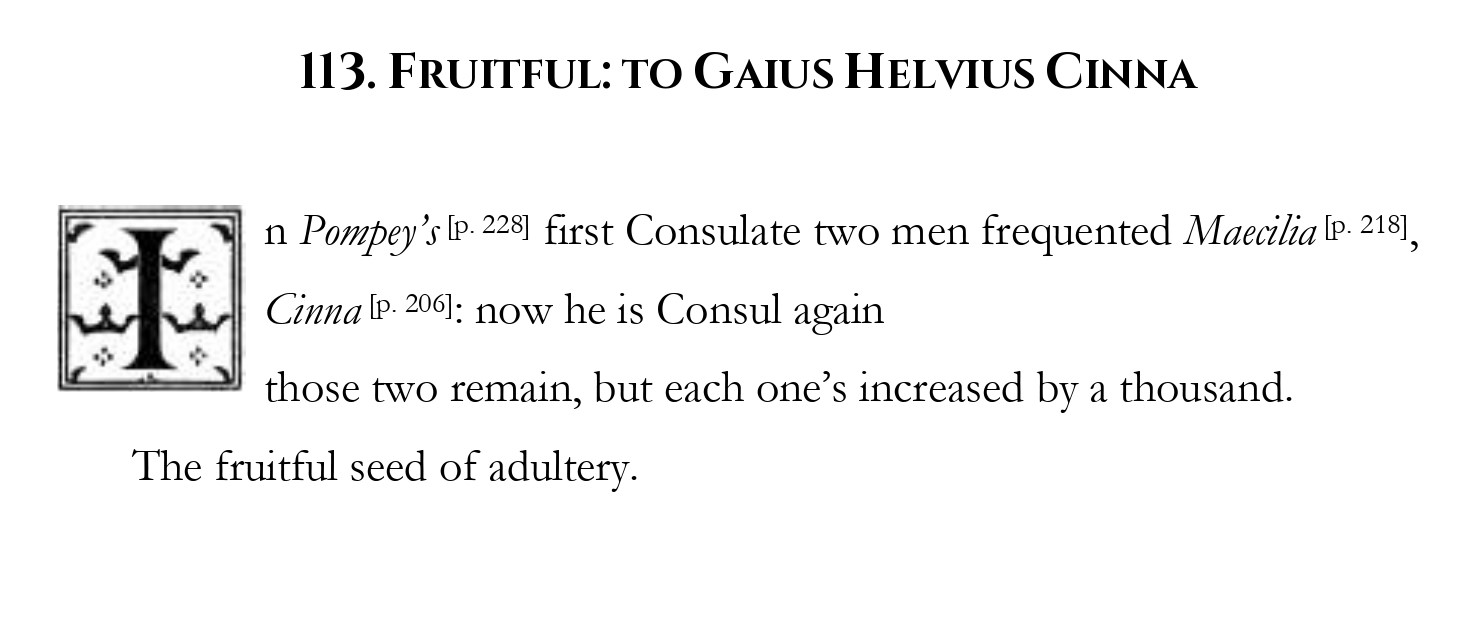 113. FRUITFUL: TO GAIUS HELVIUS CINNA
In Pompey’s [p. 228] first Consulate two men frequented Maecilia [p. 218],
Cinna [p. 206]: now he is Consul again
those two remain, but each one’s increased by a thousand.
The fruitful seed of adultery.